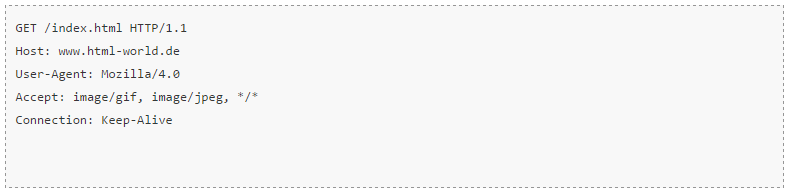 GET /index.html HTTP/1.1
Host: www.html-world.de
User-Agent: Mozilla/4.0
Accept: image/gif, image/jpeg, */*
Connection: Keep-Alive